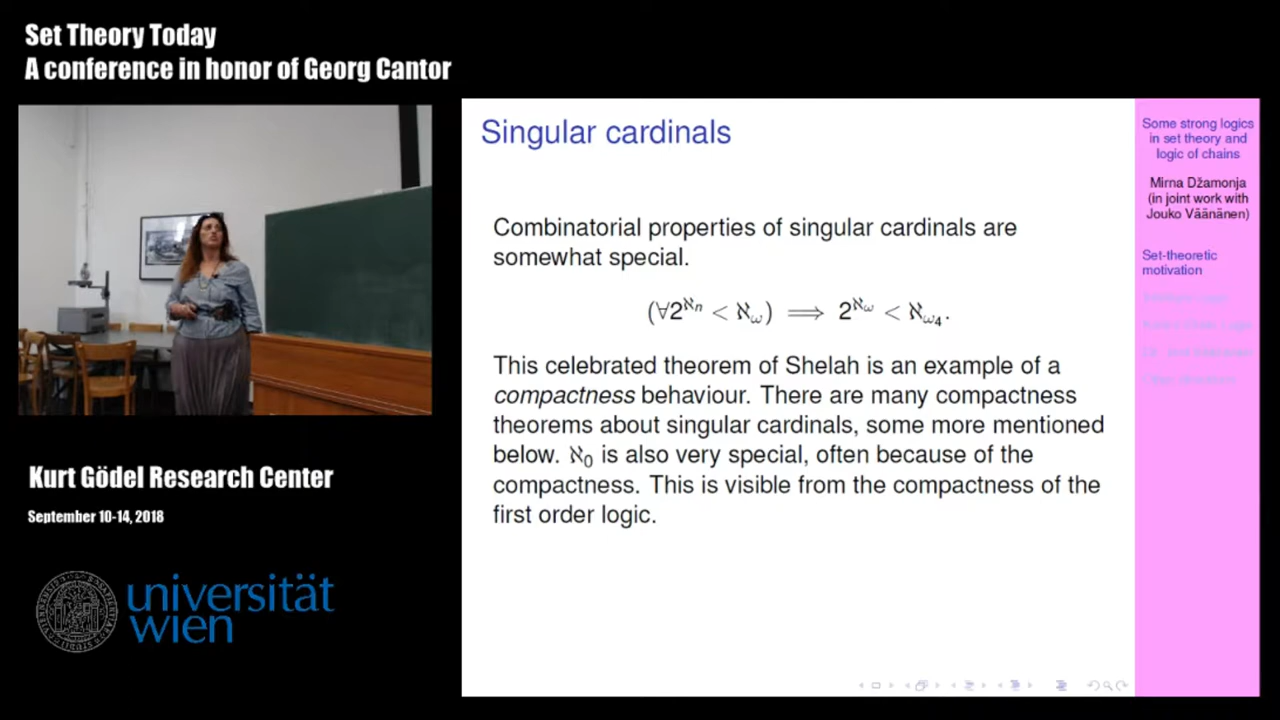 Set Theory Today
A conference in honor of Georg Cantor
Kurt Gödel Research Center
September 10-14, 2018
universität
wien
Singular cardinals
Combinatorial properties of singular cardinals are
somewhat special.
(∀2^{ℵ_n} < ℵ_ω) ⟹ 2^{ℵ_ω} < ℵ_{ω_4}.
This celebrated theorem of Shelah is an example of a
compactness behaviour. There are many compactness
theorems about singular cardinals, some more mentioned
below. ℵ_0 is also very special, often because of the
compactness. This is visible from the compactness of the
first order logic.
Some strong logics
in set theory and
logic of chains
Mirna Džamonja
(in joint work with
Jouko Väänänen)
Set-theoretic
motivation